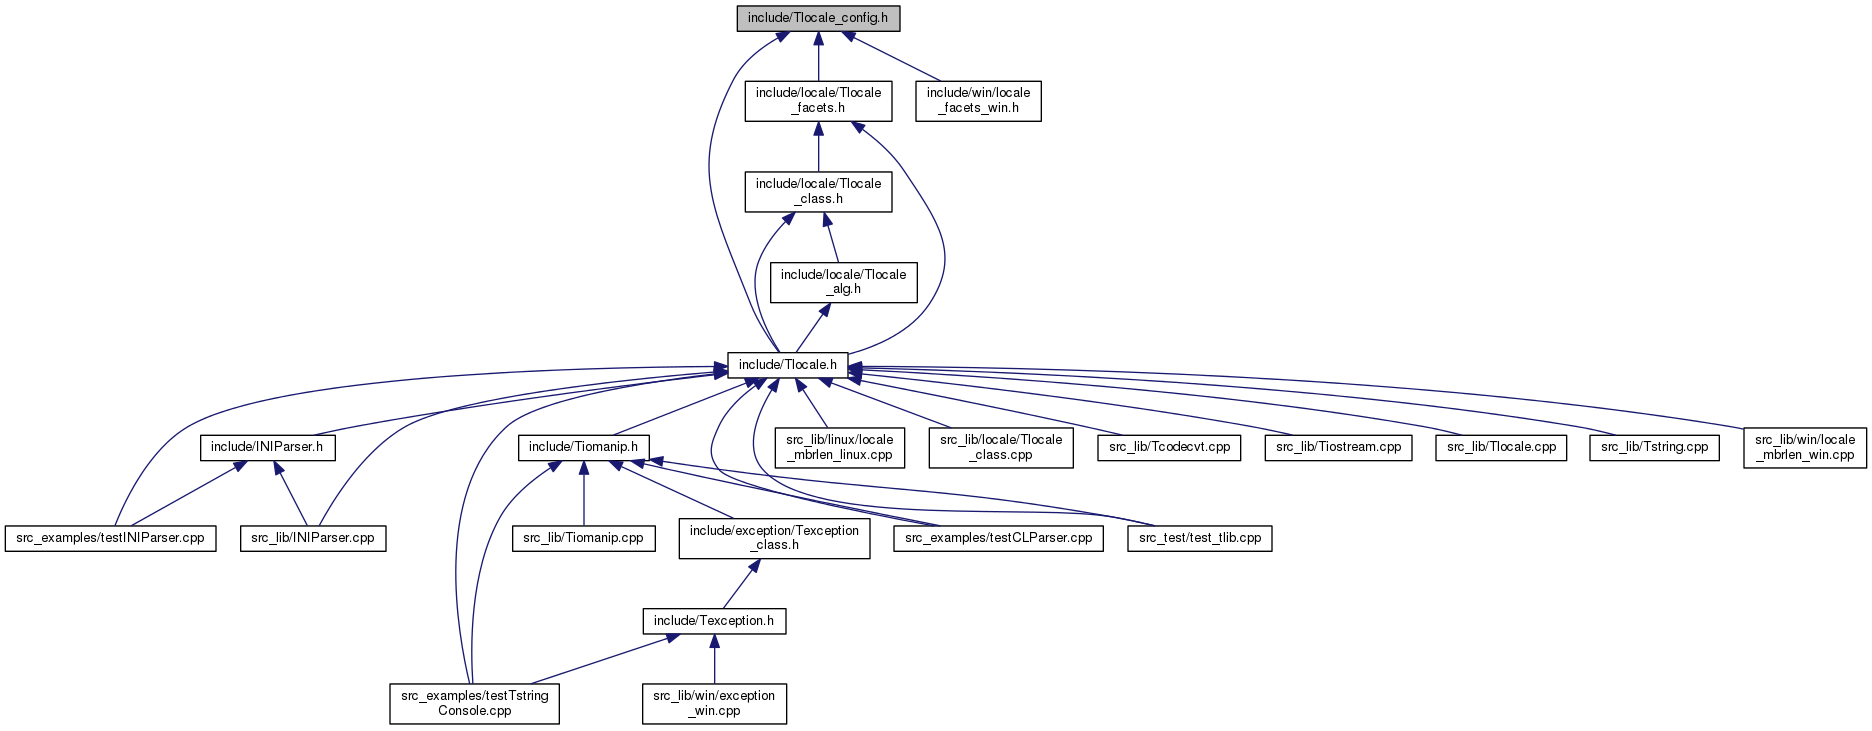 include/Tlocale_config.h
include/locale/Tlocale
_facets.h
include/win/locale
_facets_win.h
include/locale/Tlocale
_class.h
include/locale/Tlocale
_alg.h
include/Tlocale.h
include/INIParser.h
include/Tiomanip.h
src_lib/linux/locale
_mbrlen_linux.cpp
src_lib/locale/Tlocale
_class.cpp
src_lib/Tcodecvt.cpp
src_lib/Tiostream.cpp
src_lib/Tlocale.cpp
src_lib/Tstring.cpp
src_lib/win/locale
_mbrlen_win.cpp
src_examples/testINIParser.cpp
src_lib/INIParser.cpp
src_lib/Tiomanip.cpp
include/exception/Texception
_class.h
src_examples/testCLParser.cpp
src_test/test_tlib.cpp
include/Texception.h
src_examples/testTstring
Console.cpp
src_lib/win/exception
_win.cpp